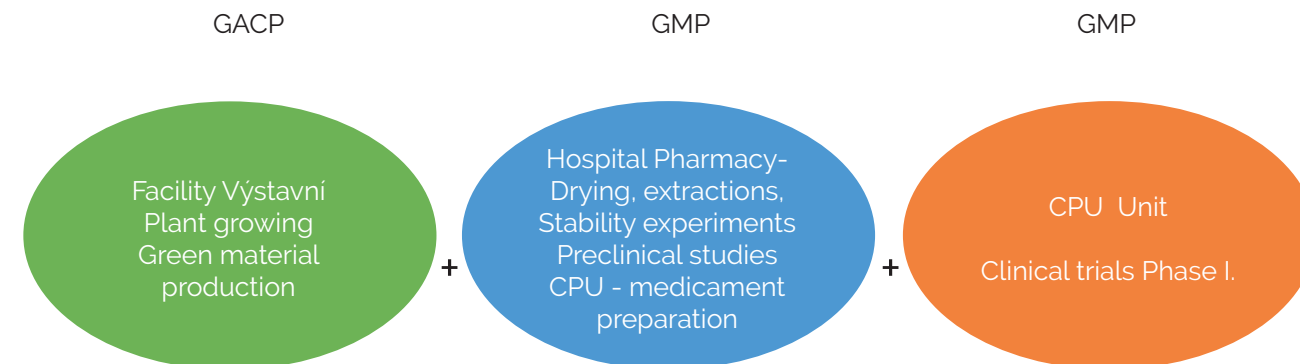 GACP
GMP
GMP
Facility Výstavní
Plant growing
Green material
production
+
Hospital Pharmacy-
Drying, extractions,
Stability experiments
Preclinical studies
CPU - medicament
preparation
+
CPU Unit
Clinical trials Phase I.